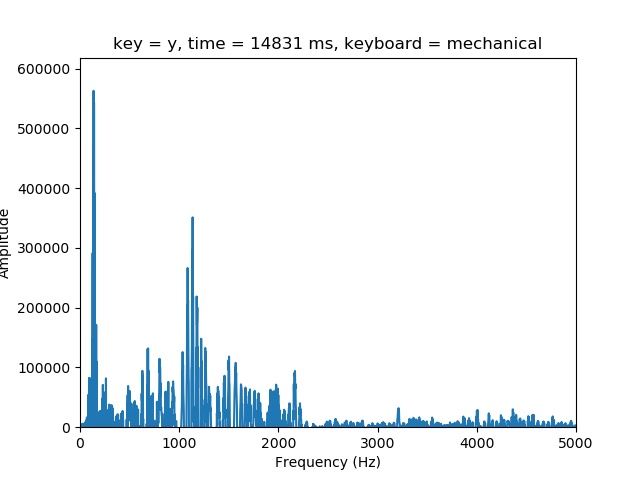 key = y, time = 14831 ms, keyboard = mechanical
600000
500000
400000
300000
200000
100000
0
Amplitude
0 1000 2000 3000 4000 5000
Frequency (Hz)